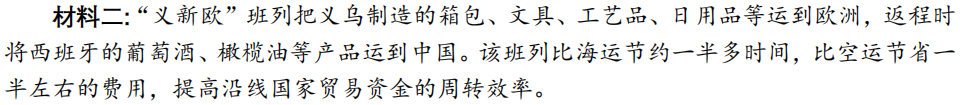 材料二:“义新欧”班列把义乌制造的箱包、文具、工艺品、日用品等运到欧洲，返程时
将西班牙的葡萄酒、橄榄油等产品运到中国。该班列比海运节约一半多时间，比空运节省一
半左右的费用，提高沿线国家贸易资金的周转效率。